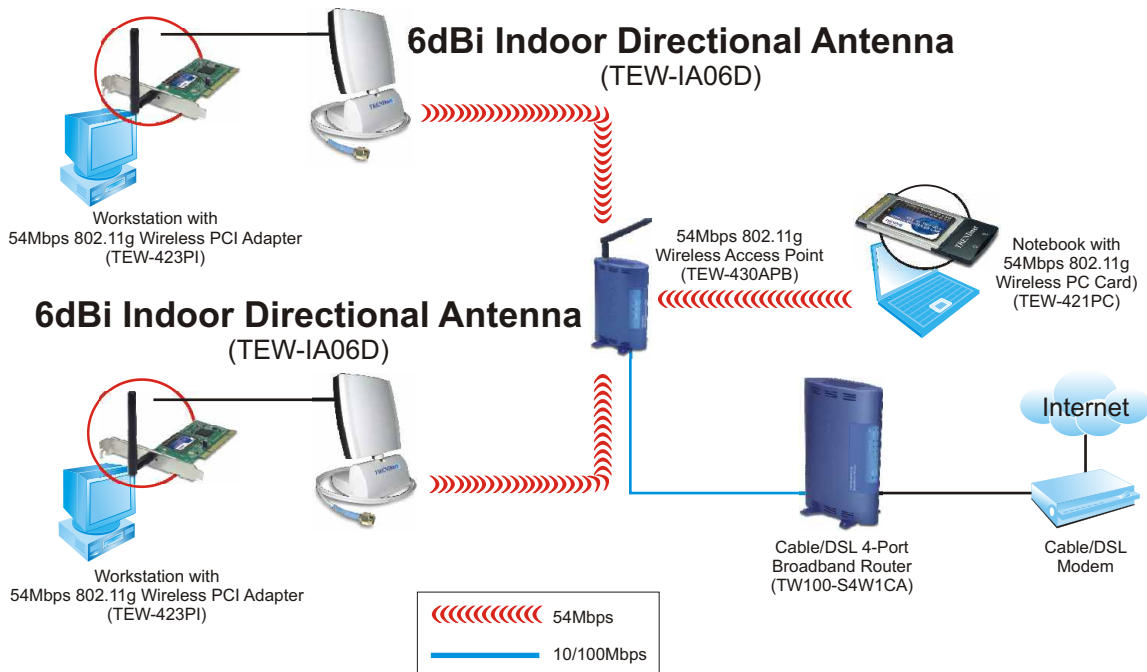 6dBi Indoor Directional Antenna
(TEW-IA06D)
TRENDnet
Workstation with
54Mbps 802.11g Wireless PCI Adapter
(TEW-423PI)
54Mbps 802.11g
Wireless Access Point
(TEW-430APB)
TRENDnet
Notebook with
54Mbps 802.11g
Wireless PC Card)
(TEW-421PC)
6dBi Indoor Directional Antenna
(TEW-IA06D)
TRENDnet
Workstation with
54Mbps 802.11g Wireless PCI Adapter
(TEW-423PI)
Internet
Cable/DSL 4-Port
Broadband Router
(TW100-S4W1CA)
Cable/DSL
Modem
54Mbps
10/100Mbps